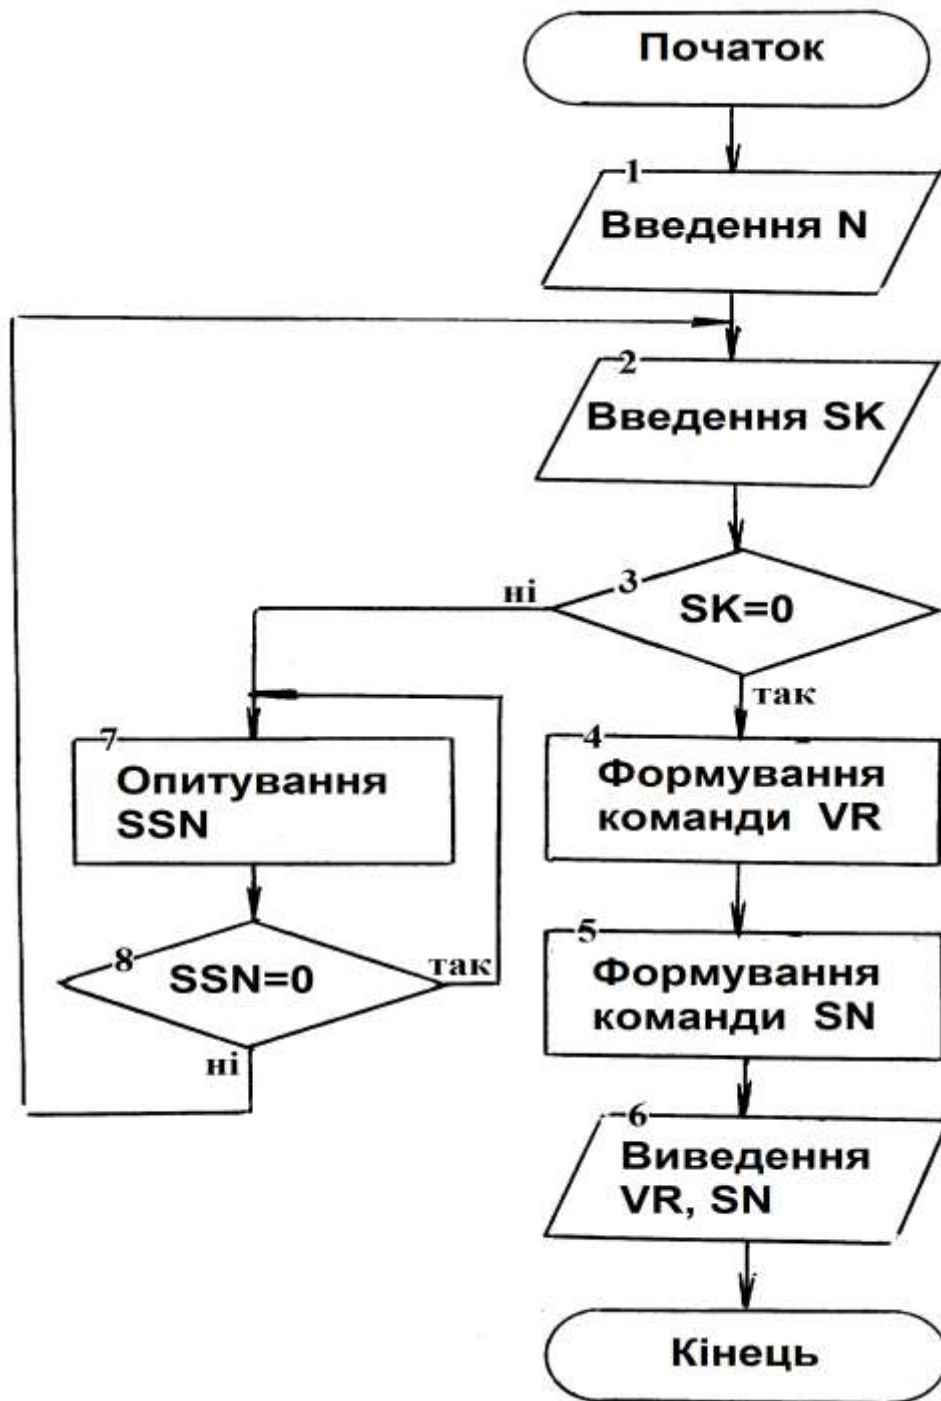 Початок
1
Введення N
2
Введення SK
3
SK=0
ні
так
4
Формування
команди VR
5
Формування
команди SN
6
Виведення
VR, SN
Кінець
7
Опитування
SSN
8
SSN=0
так
ні